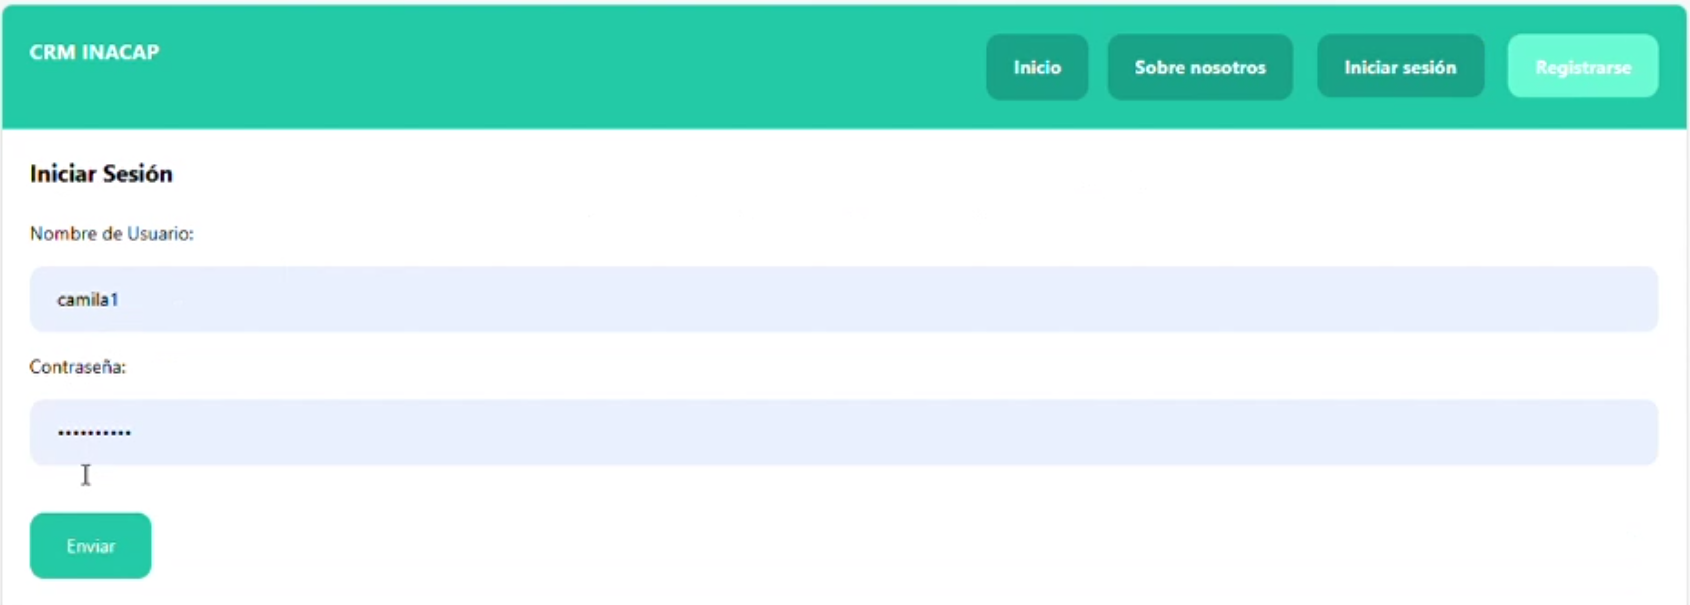 CRM INACAP
Inicio
Sobre nosotros
Iniciar sesión
Registrarse
Iniciar Sesión
Nombre de Usuario:
camila1
Contraseña:
••••••••••
Enviar